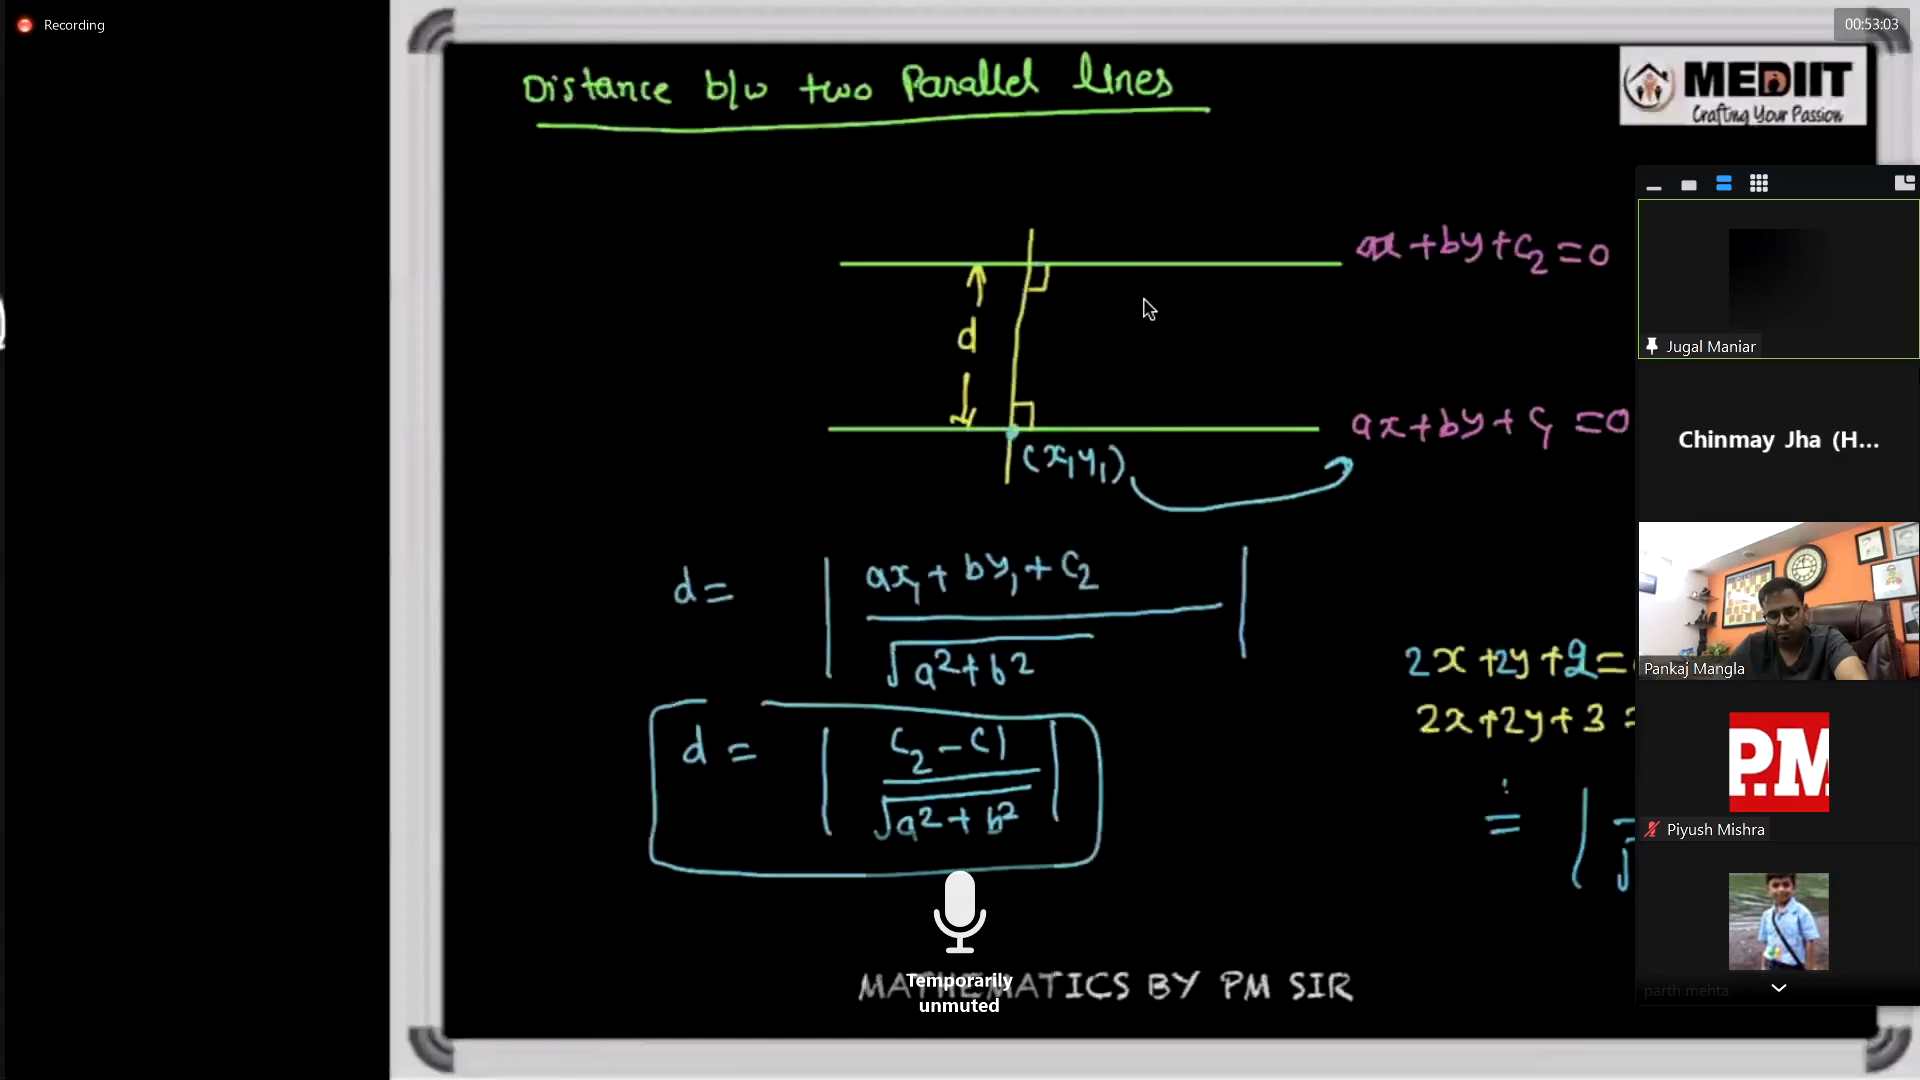 Recording
00:53:03
Distance b/w two Parallel lines
MEDIIT
Crafting Your Passion
ax + by + c₂ = 0
d
ax + by + c₁ = 0
(x₁, y₁)
d = | ax₁ + by₁ + c₂ / √a² + b² |
d = | c₂ - c1 / √a² + b² |
2x + 2y + 2 =
2x + 2y + 3 =
= |
Temporarily
unmuted
MATHEMATICS BY PM SIR
Jugal Maniar
Chinmay Jha (H...
Pankaj Mangla
P.M
Piyush Mishra
parth mehta